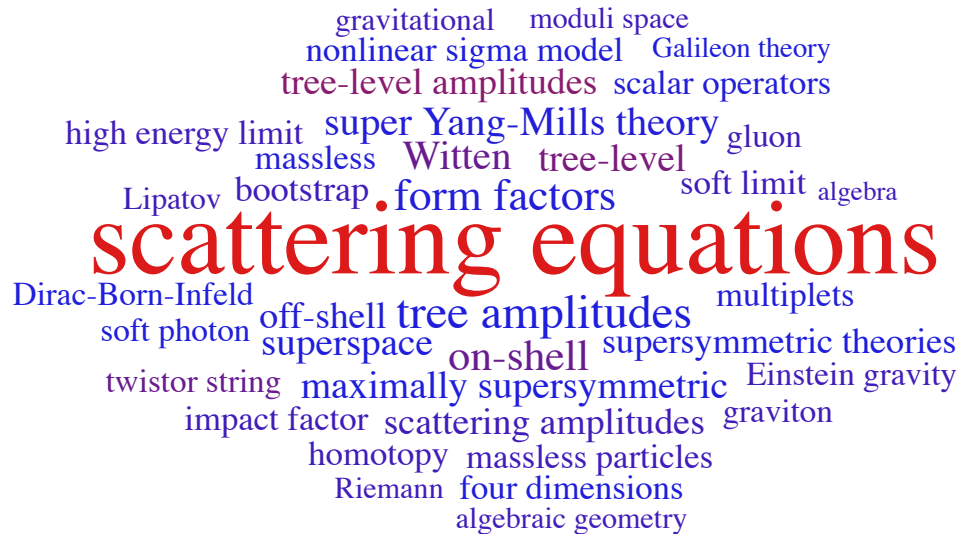 gravitational moduli space
nonlinear sigma model Galileon theory
tree-level amplitudes scalar operators
super Yang-Mills theory
high energy limit gluon
massless Witten tree-level
soft limit
Lipatov bootstrap form factors algebra
scattering equations
Dirac-Born-Infeld multiplets
off-shell tree amplitudes
soft photon superspace supersymmetric theories
on-shell
twistor string maximally supersymmetric Einstein gravity
impact factor scattering amplitudes graviton
homotopy massless particles
Riemann four dimensions
algebraic geometry